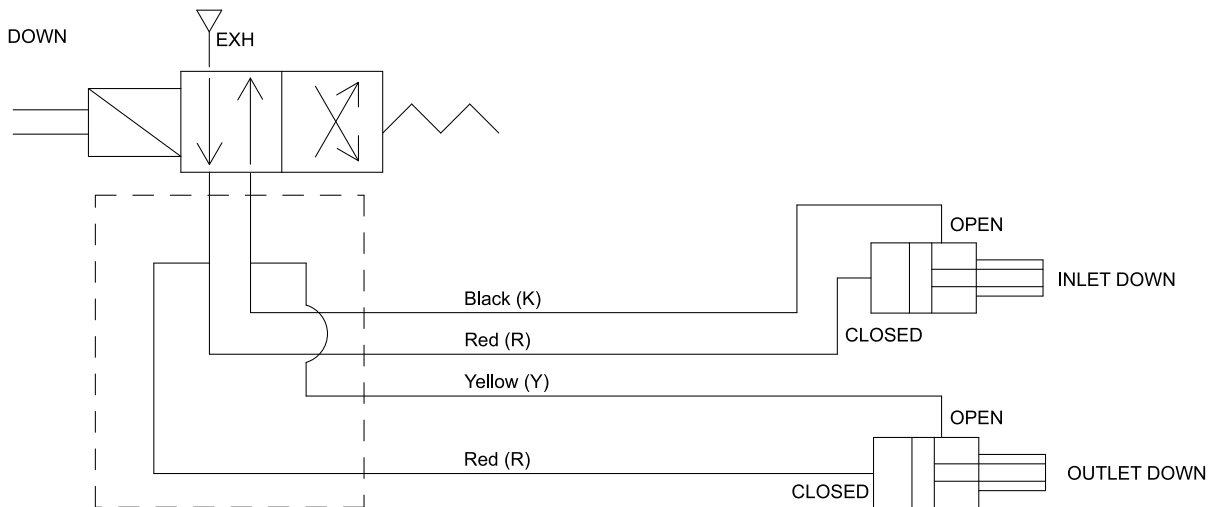 DOWN
EXH
OPEN
INLET DOWN
Black (K)
Red (R)
CLOSED
Yellow (Y)
OPEN
Red (R)
OUTLET DOWN
CLOSED